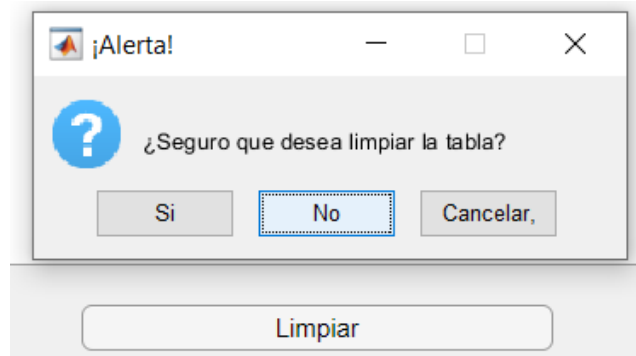 ¡Alerta!
¿Seguro que desea limpiar la tabla?
Si No Cancelar,
Limpiar